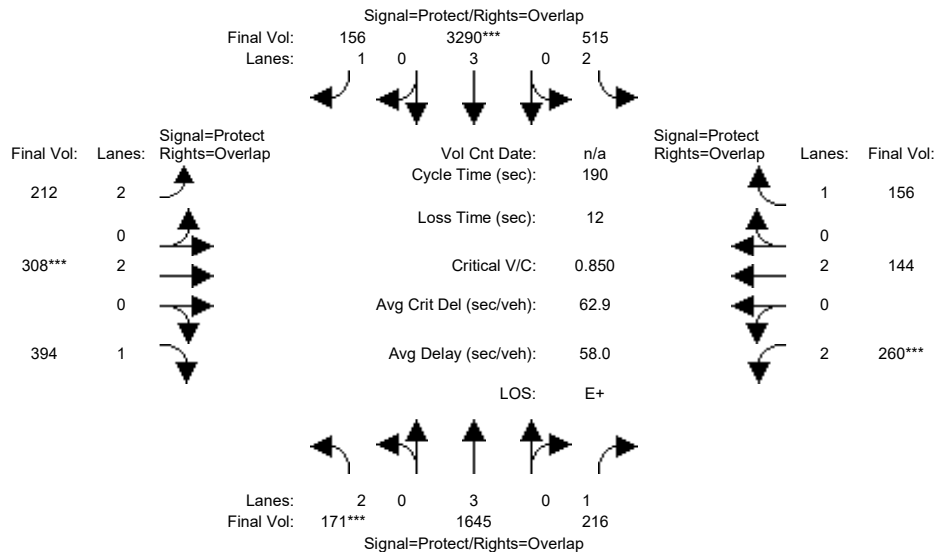 Signal=Protect/Rights=Overlap
Final Vol: 156 3290*** 515
Lanes: 1 0 3 0 2
Signal=Protect Signal=Protect
Final Vol: Lanes: Rights=Overlap Vol Cnt Date: n/a Rights=Overlap Lanes: Final Vol:
Cycle Time (sec): 190
212 2 1 156
Loss Time (sec): 12
0 0
308*** 2 Critical V/C: 0.850 2 144
0 Avg Crit Del (sec/veh): 62.9 0
394 1 Avg Delay (sec/veh): 58.0 2 260***
LOS: E+
Lanes: 2 0 3 0 1
Final Vol: 171*** 1645 216
Signal=Protect/Rights=Overlap